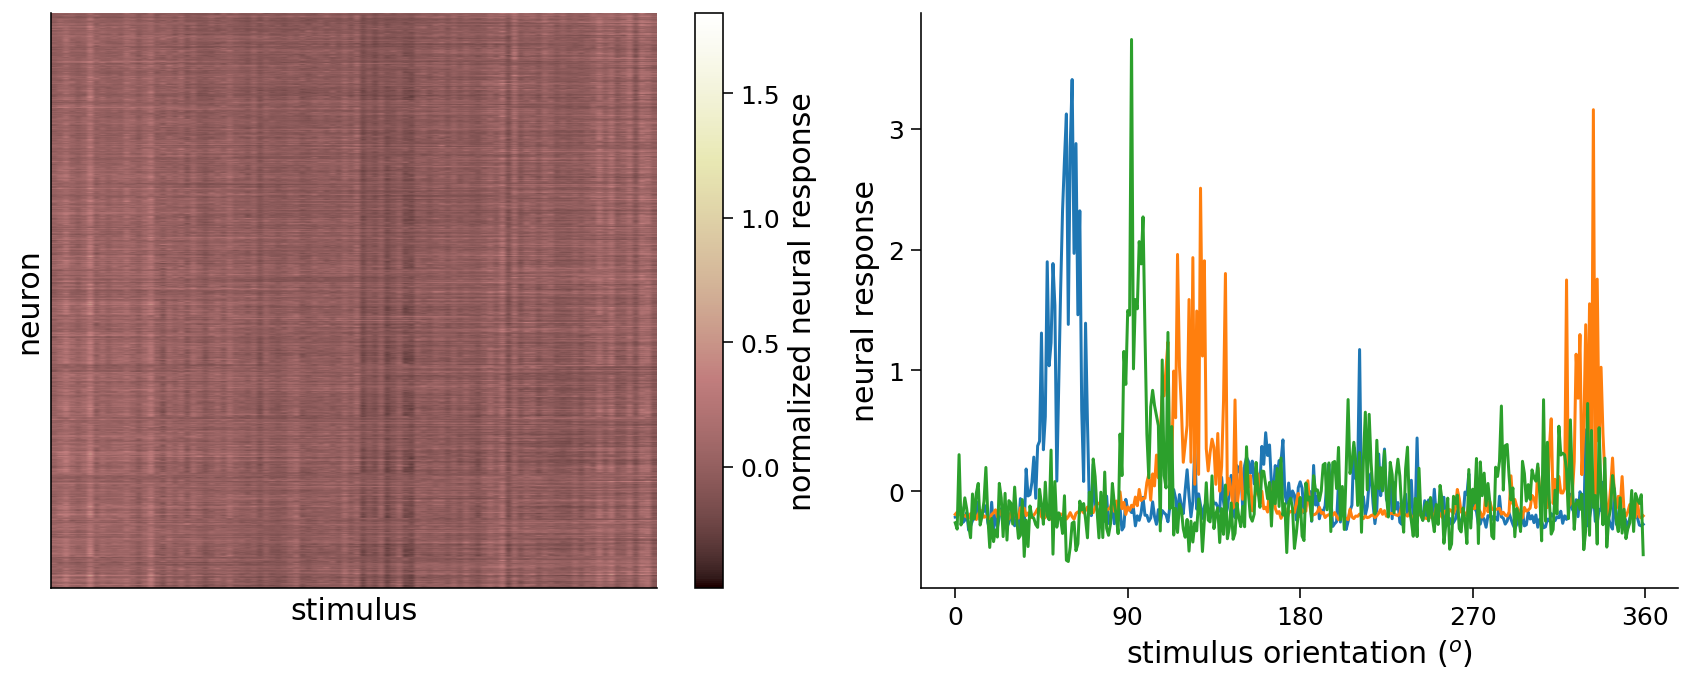 neuron
stimulus
1.5
1.0
0.5
0.0
normalized neural response
neural response
3
2
1
0
0 90 180 270 360
stimulus orientation (o)